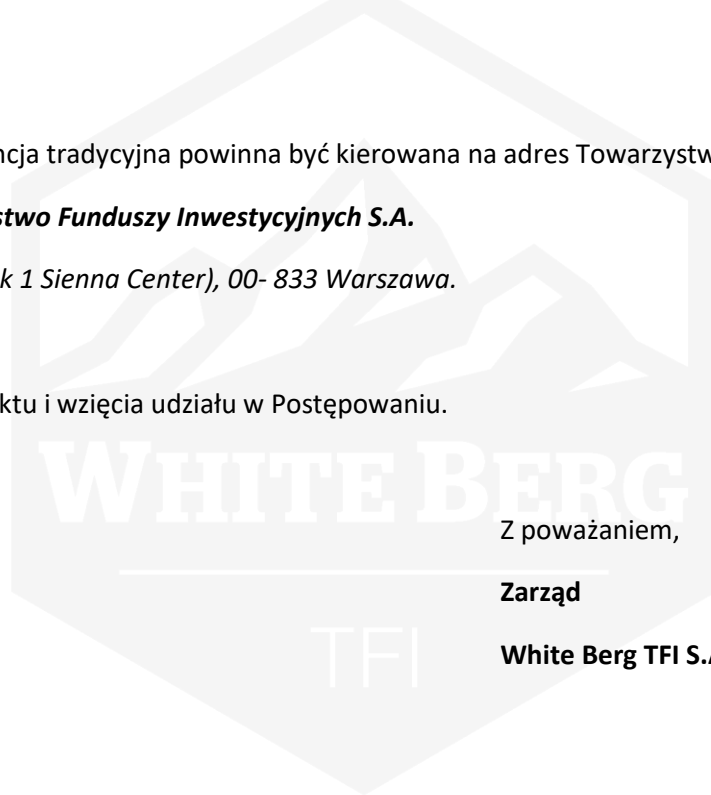 ncja tradycyjna powinna być kierowana na adres Towarzystw
stwo Funduszy Inwestycyjnych S.A.
k 1 Sienna Center), 00- 833 Warszawa.
ktu i wzięcia udziału w Postępowaniu.
WHITE BERG
Z poważaniem,
Zarząd
TFI
White Berg TFI S.A